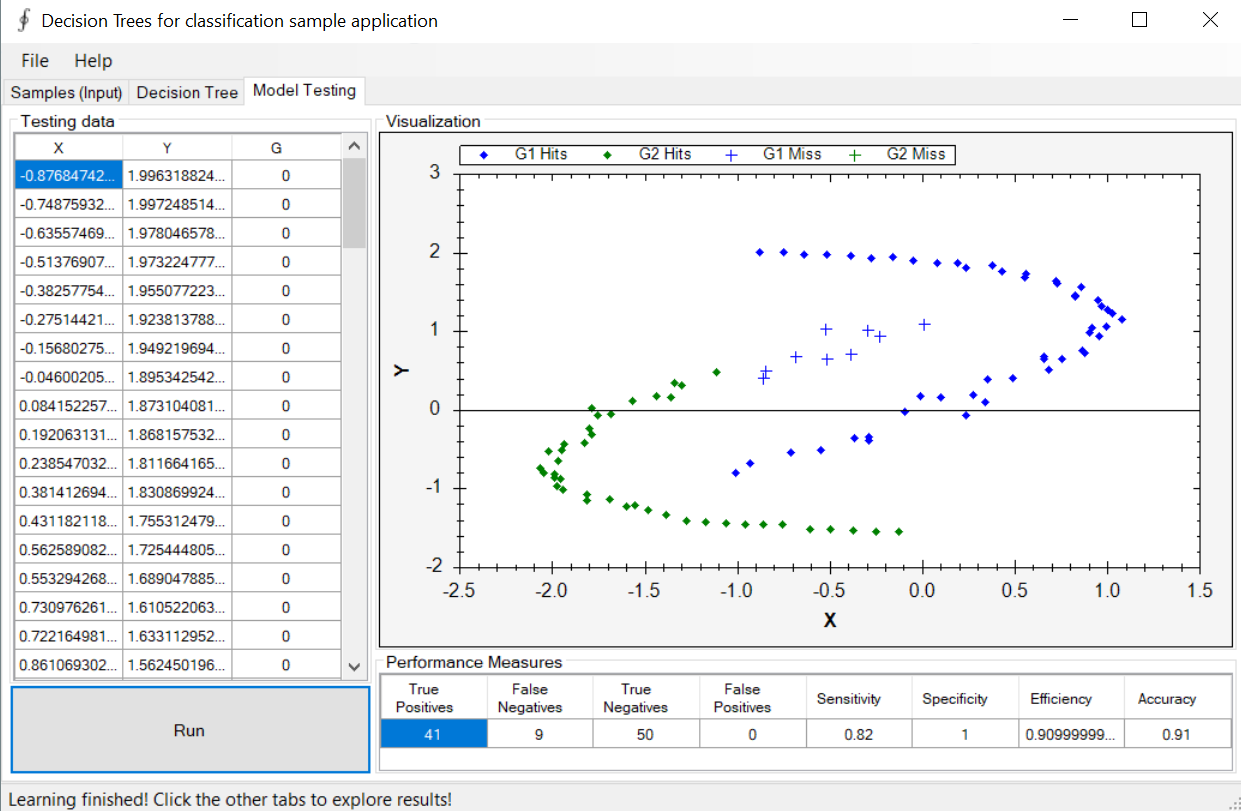 Decision Trees for classification sample application
File Help
Samples (Input) Decision Tree Model Testing
Testing data
X Y G
-0.87684742... 1.996318824... 0
-0.74875932... 1.997248514... 0
-0.63557469... 1.978046578... 0
-0.51376907... 1.973224777... 0
-0.38257754... 1.955077223... 0
-0.27514421... 1.923813788... 0
-0.15680275... 1.949219694... 0
-0.04600205... 1.895342542... 0
0.084152257... 1.873104081... 0
0.192063131... 1.868157532... 0
0.238547032... 1.811664165... 0
0.381412694... 1.830869924... 0
0.431182118... 1.755312479... 0
0.562589082... 1.725444805... 0
0.553294268... 1.689047885... 0
0.730976261... 1.610522063... 0
0.722164981... 1.633112952... 0
0.861069302... 1.562450196... 0
Run
Visualization
G1 Hits G2 Hits G1 Miss G2 Miss
3
2
1
0
-1
-2
Y
-2.5 -2.0 -1.5 -1.0 -0.5 0.0 0.5 1.0 1.5
X
Performance Measures
True Positives False Negatives True Negatives False Positives Sensitivity Specificity Efficiency Accuracy
41 9 50 0 0.82 1 0.90999999... 0.91
Learning finished! Click the other tabs to explore results!